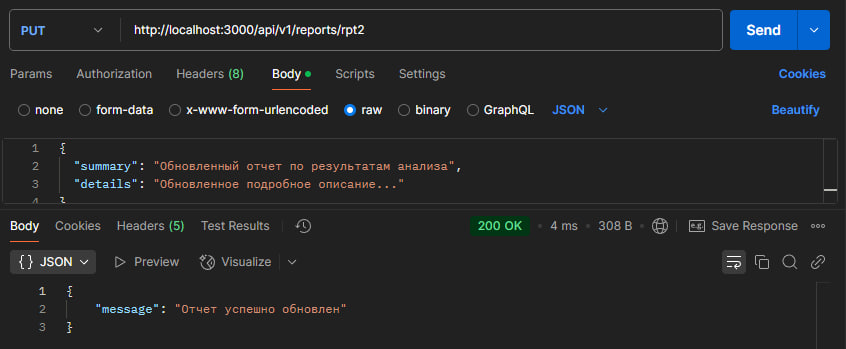 PUT http://localhost:3000/api/v1/reports/rpt2 Send
Params Authorization Headers (8) Body Scripts Settings Cookies
none form-data x-www-form-urlencoded raw binary GraphQL JSON Beautify
1 {
2 "summary": "Обновленный отчет по результатам анализа",
3 "details": "Обновленное подробное описание..."
4 }
Body Cookies Headers (5) Test Results 200 OK • 4 ms • 308 B • e.g. Save Response
{} JSON Preview Visualize
1 {
2 "message": "Отчет успешно обновлен"
3 }